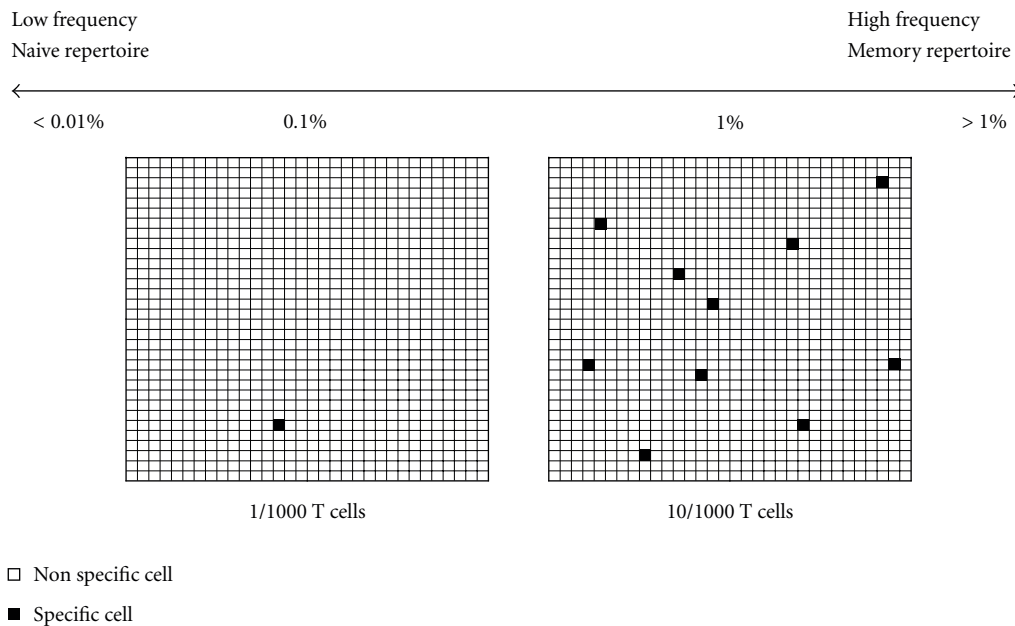 Low frequency
Naive repertoire
High frequency
Memory repertoire
< 0.01%
0.1%
1%
> 1%
1/1000 T cells
10/1000 T cells
Non specific cell
Specific cell